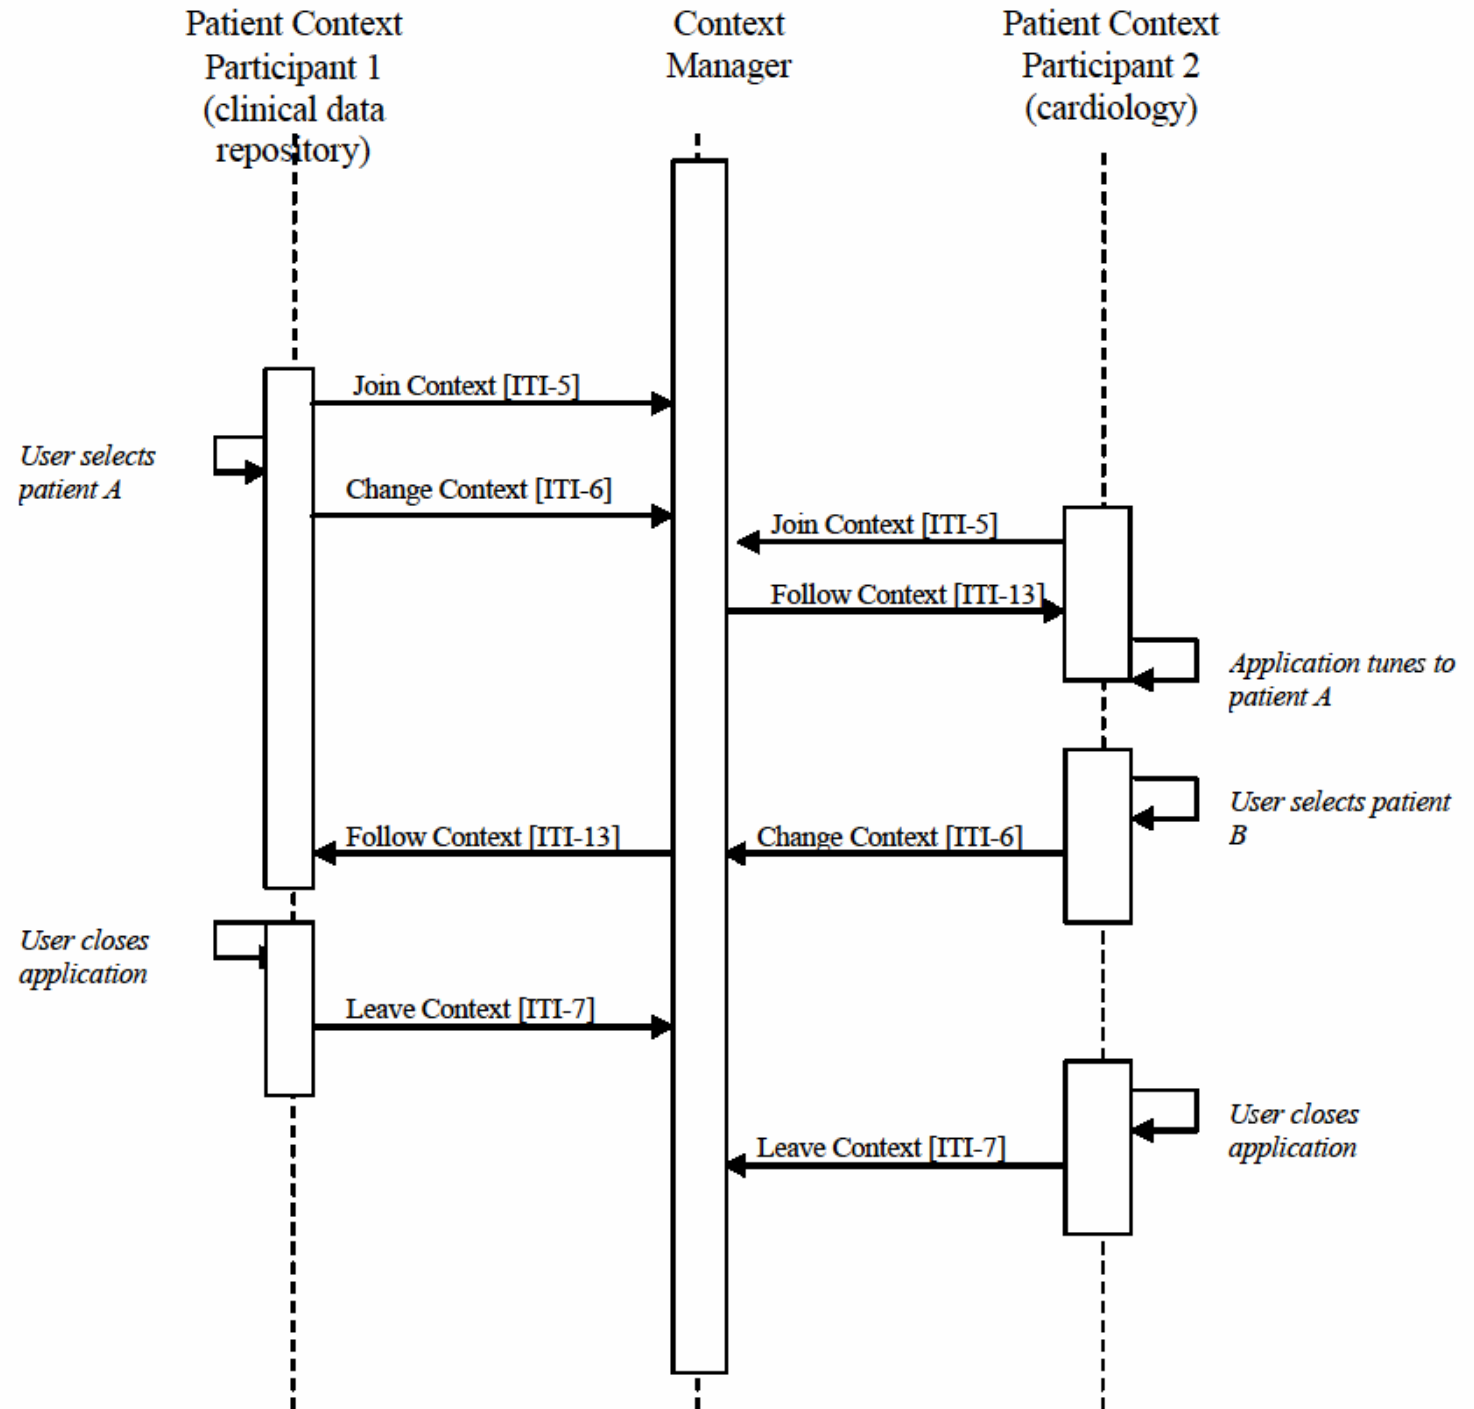 Patient Context
Participant 1
(clinical data
repository)
Context
Manager
Patient Context
Participant 2
(cardiology)
Join Context [ITI-5]
User selects
patient A
Change Context [ITI-6]
Join Context [ITI-5]
Follow Context [ITI-13]
Application tunes to
patient A
User selects patient
B
Follow Context [ITI-13]
Change Context [ITI-6]
User closes
application
Leave Context [ITI-7]
User closes
application
Leave Context [ITI-7]